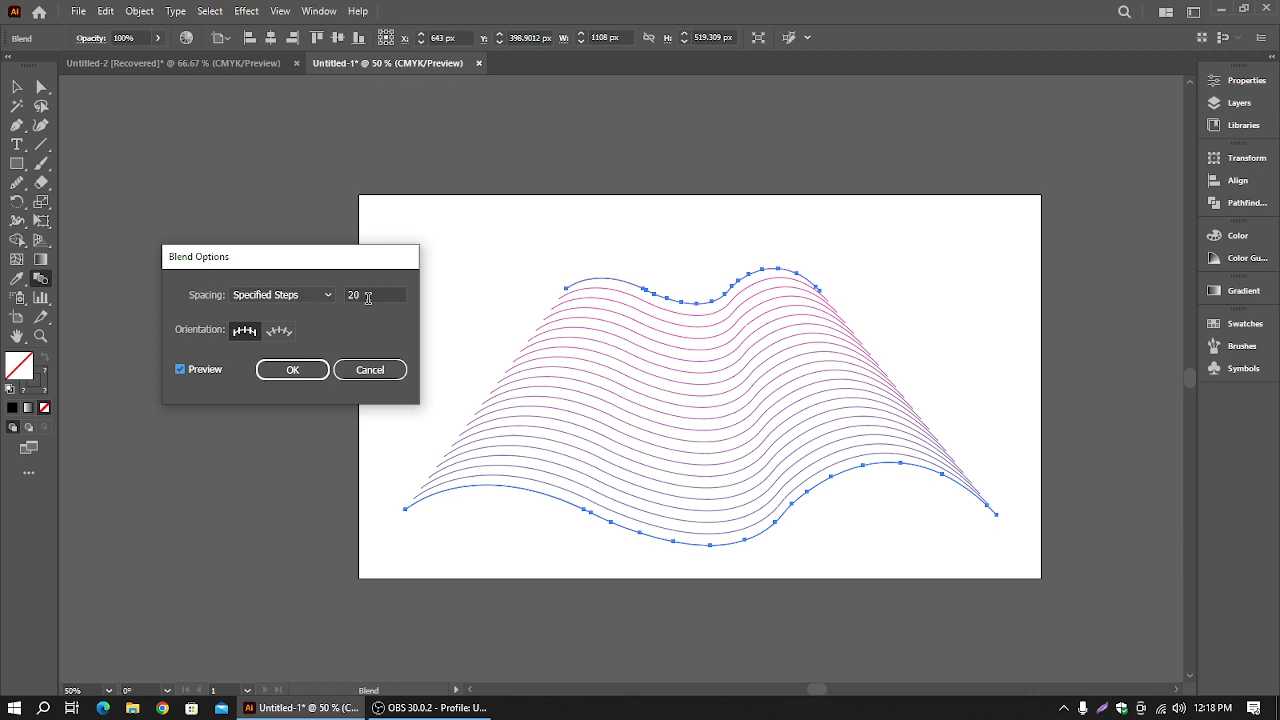 Ai File Edit Object Type Select Effect View Window Help
Blend Opacity: 100% X: 643 px Y: 398.9012 px W: 1108 px H: 519.309 px
Untitled-2 [Recovered]* @ 66.67 % (CMYK/Preview) × Untitled-1* @ 50 % (CMYK/Preview) ×
Properties
Layers
Libraries
Transform
Align
Pathfind...
Color
Color Gu...
Gradient
Swatches
Brushes
Symbols
Blend Options
Spacing: Specified Steps 20
Orientation:
Preview OK Cancel
? ? ?
50% 0° 1 Blend
Ai Untitled-1* @ 50 % (C... OBS 30.0.2 - Profile: U... 12:18 PM